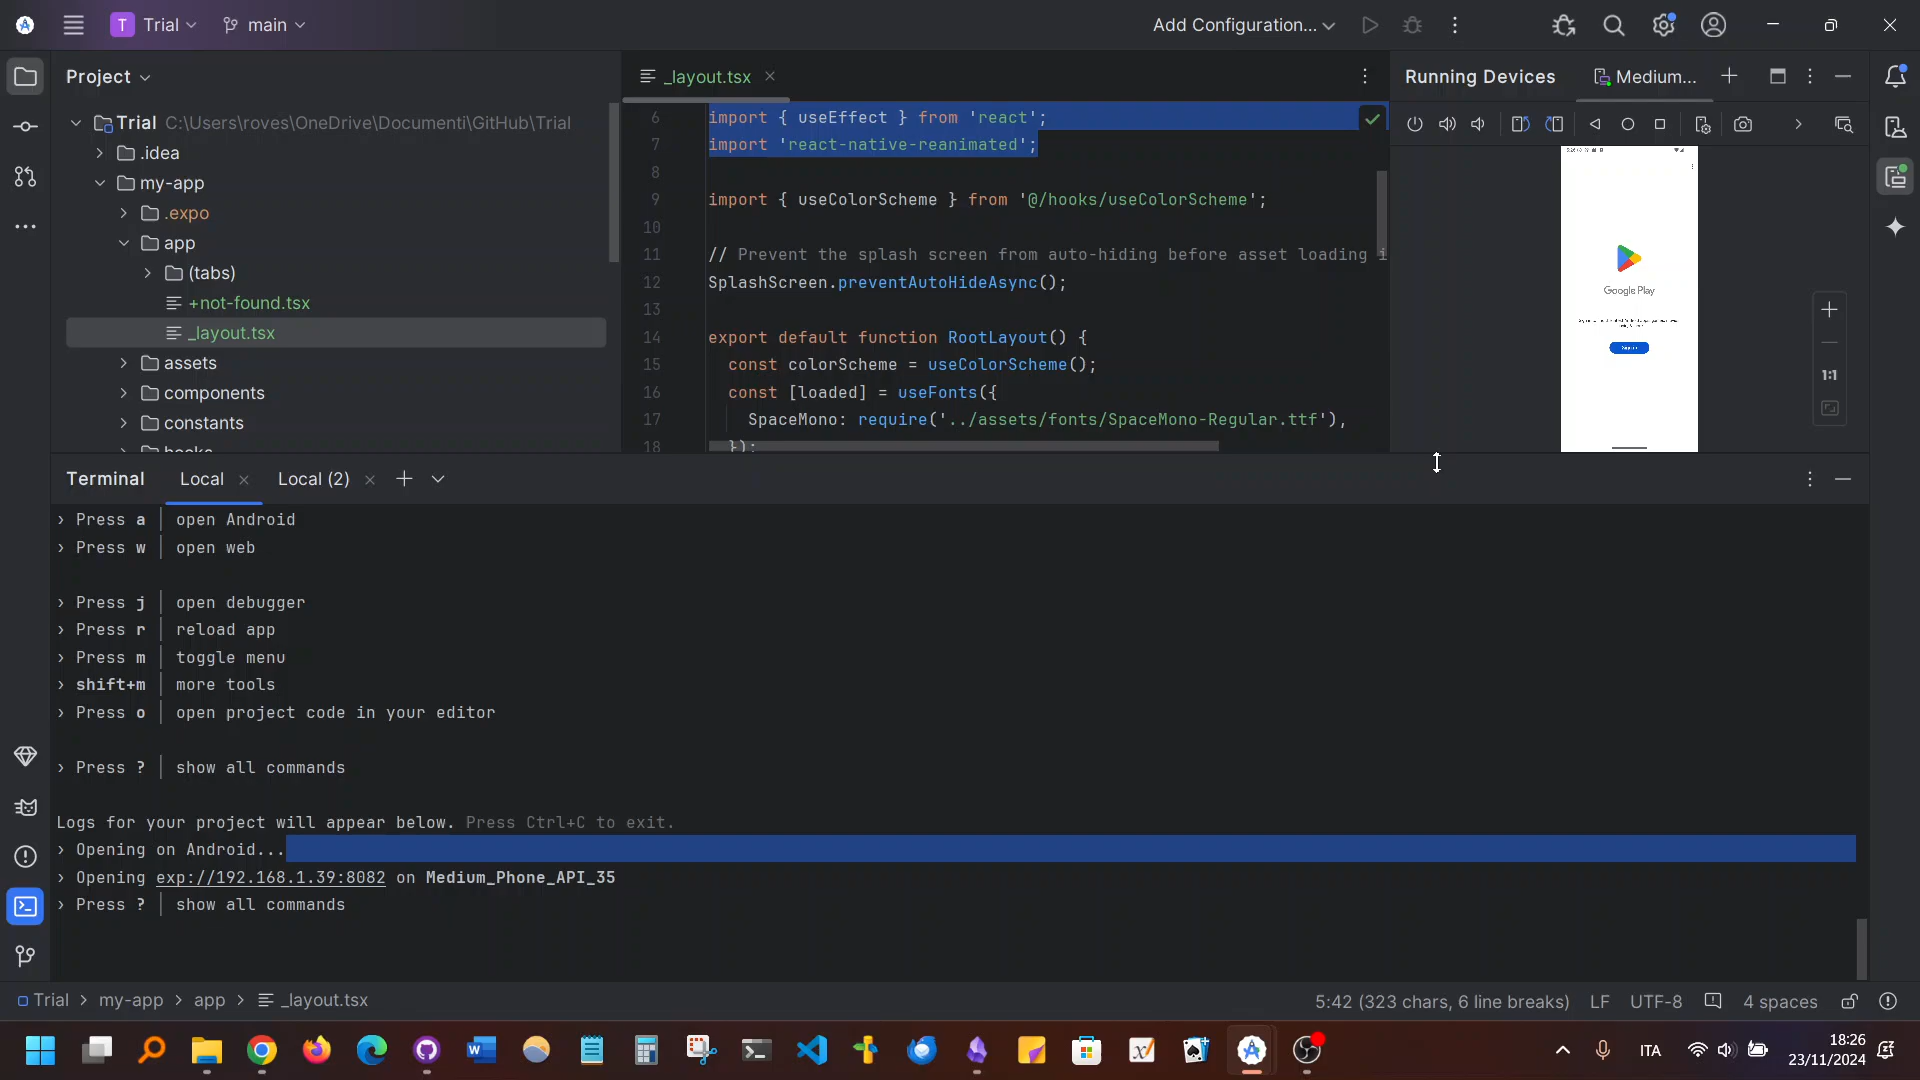 T Trial main Add Configuration...
Project
Trial C:\Users\roves\OneDrive\Documenti\GitHub\Trial
.idea
my-app
.expo
app
(tabs)
+not-found.tsx
_layout.tsx
assets
components
constants
hooks
_layout.tsx
6 import { useEffect } from 'react';
7 import 'react-native-reanimated';
8
9 import { useColorScheme } from '@/hooks/useColorScheme';
10
11 // Prevent the splash screen from auto-hiding before asset loading i
12 SplashScreen.preventAutoHideAsync();
13
14 export default function RootLayout() {
15 const colorScheme = useColorScheme();
16 const [loaded] = useFonts({
17 SpaceMono: require('../assets/fonts/SpaceMono-Regular.ttf'),
18 });
Running Devices Medium...
Google Play
Sign in
1:1
Terminal Local Local (2)
› Press a │ open Android
› Press w │ open web
› Press j │ open debugger
› Press r │ reload app
› Press m │ toggle menu
› shift+m │ more tools
› Press o │ open project code in your editor
› Press ? │ show all commands
Logs for your project will appear below. Press Ctrl+C to exit.
› Opening on Android...
› Opening exp://192.168.1.39:8082 on Medium_Phone_API_35
› Press ? │ show all commands
Trial > my-app > app > _layout.tsx
5:42 (323 chars, 6 line breaks) LF UTF-8 4 spaces
ITA
18:26
23/11/2024